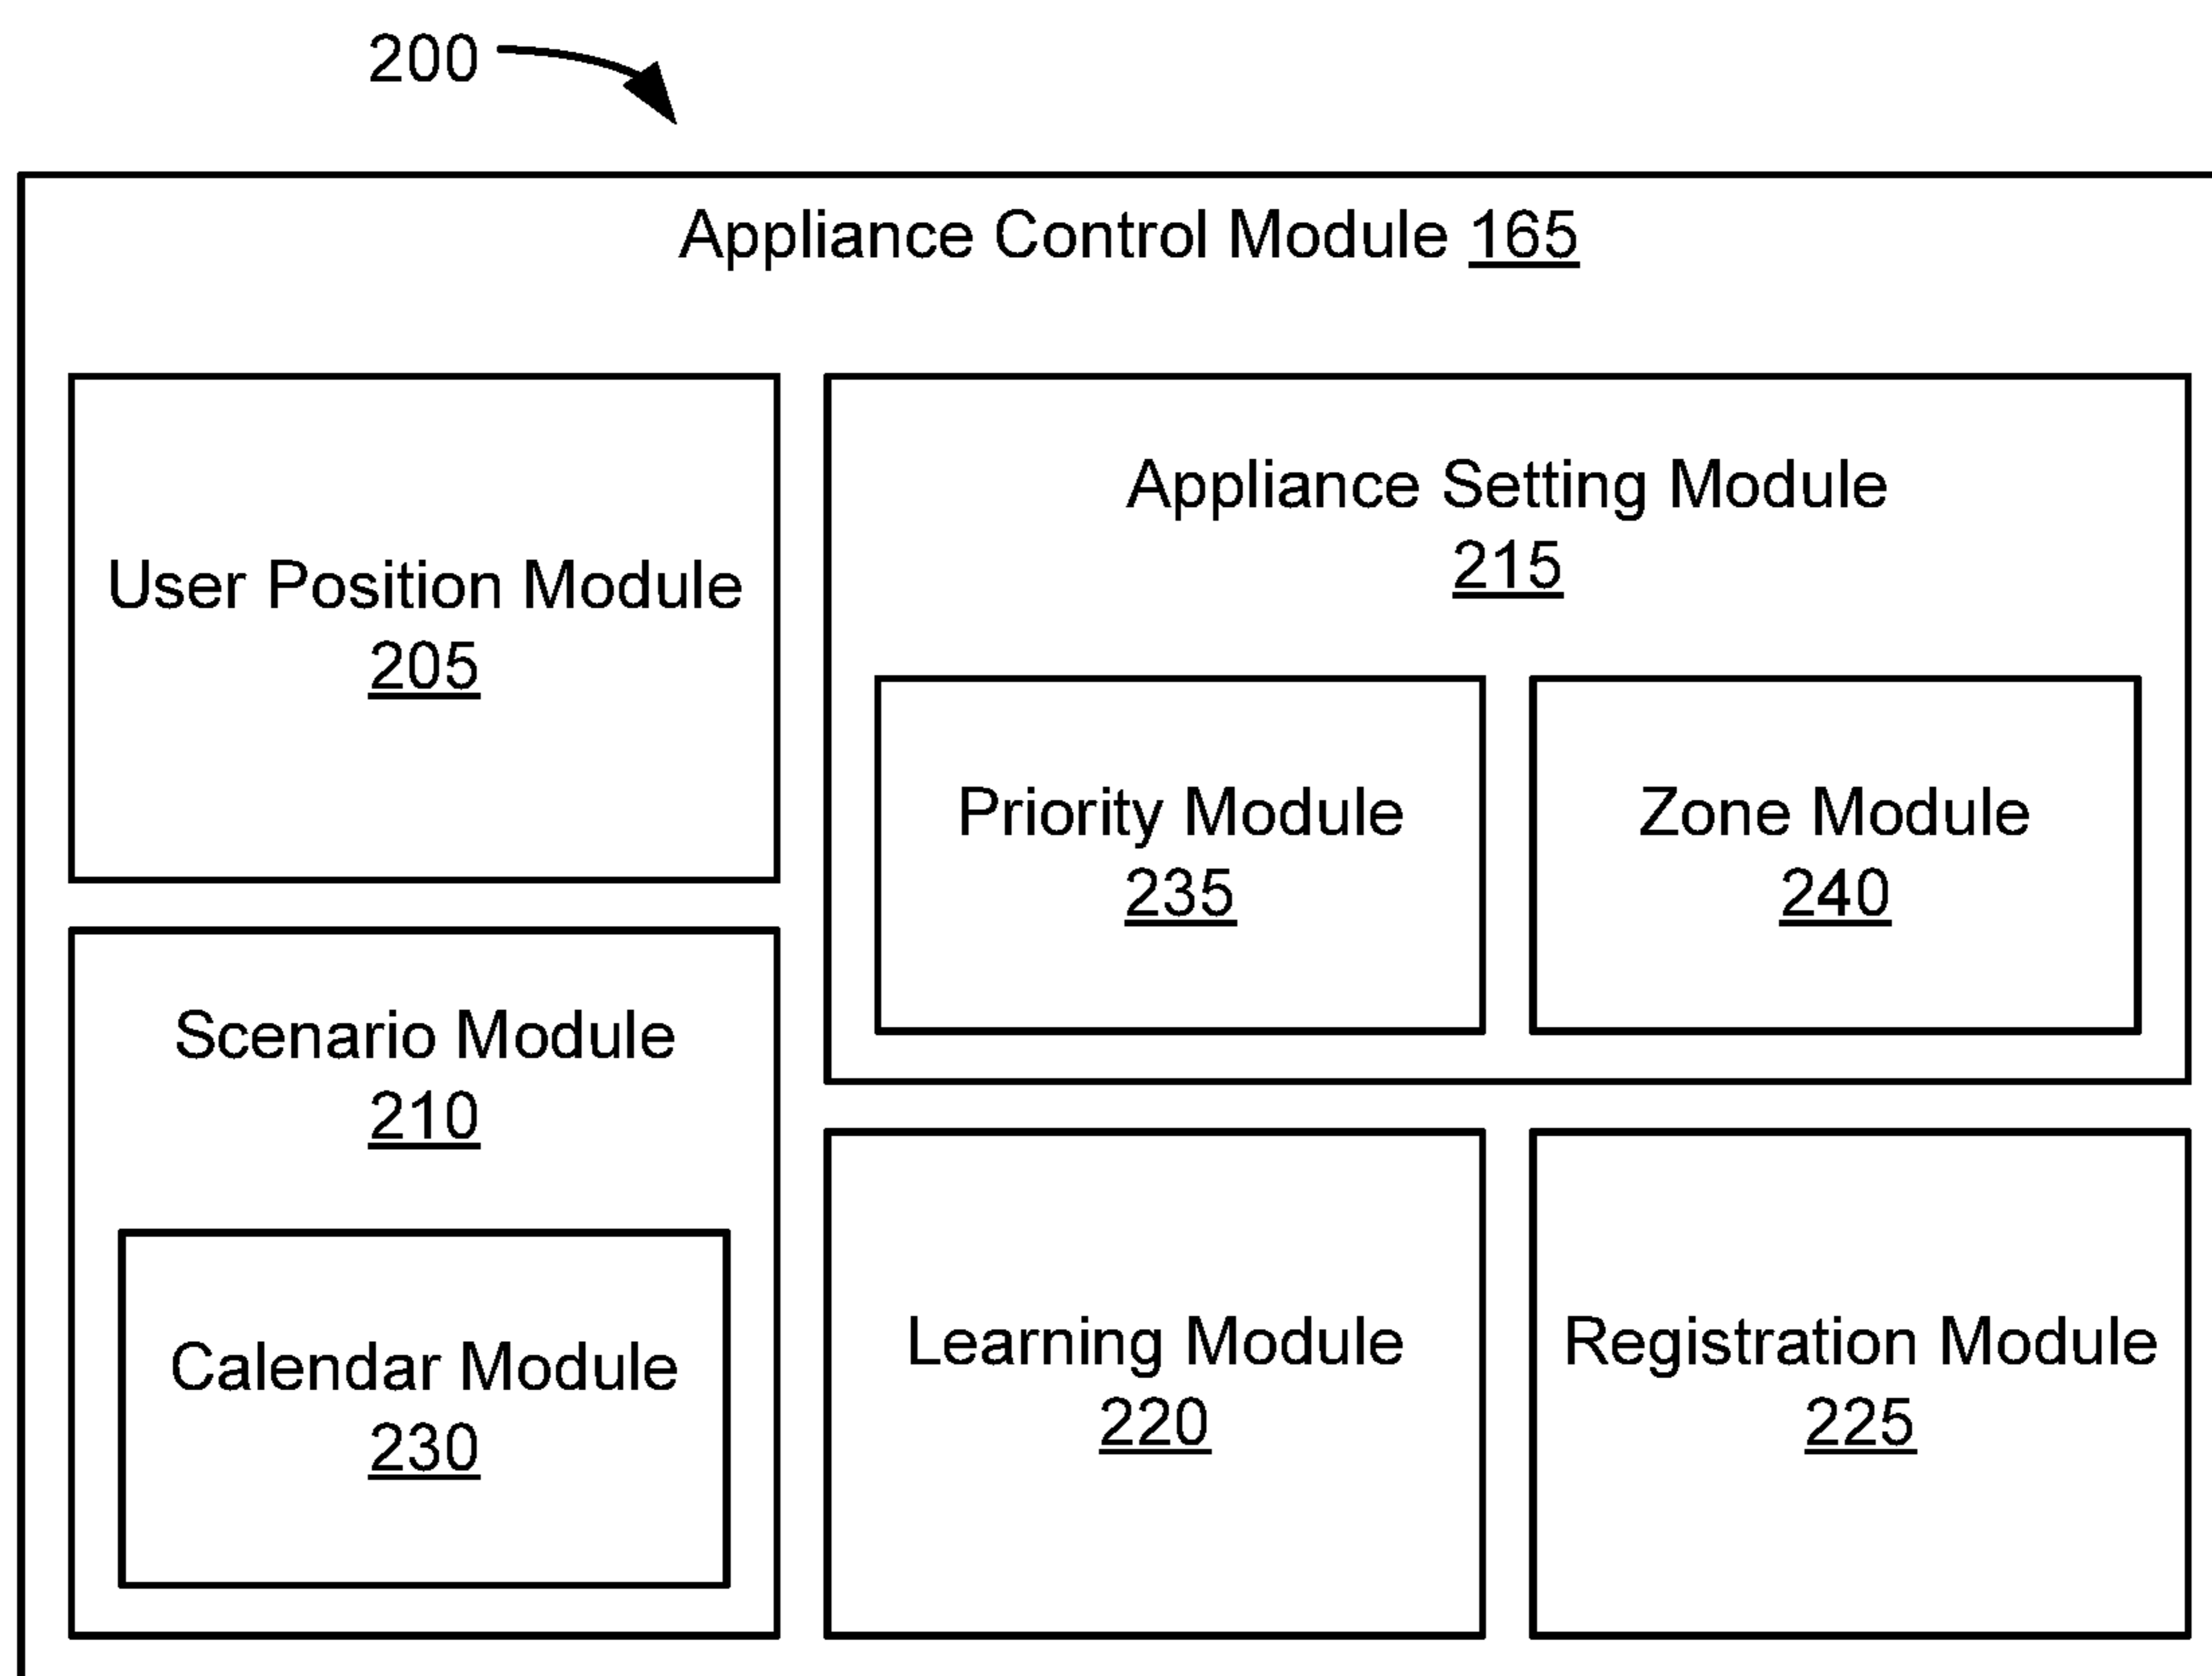 200
Appliance Control Module 165
User Position Module
205
Appliance Setting Module
215
Priority Module
235
Zone Module
240
Scenario Module
210
Calendar Module
230
Learning Module
220
Registration Module
225